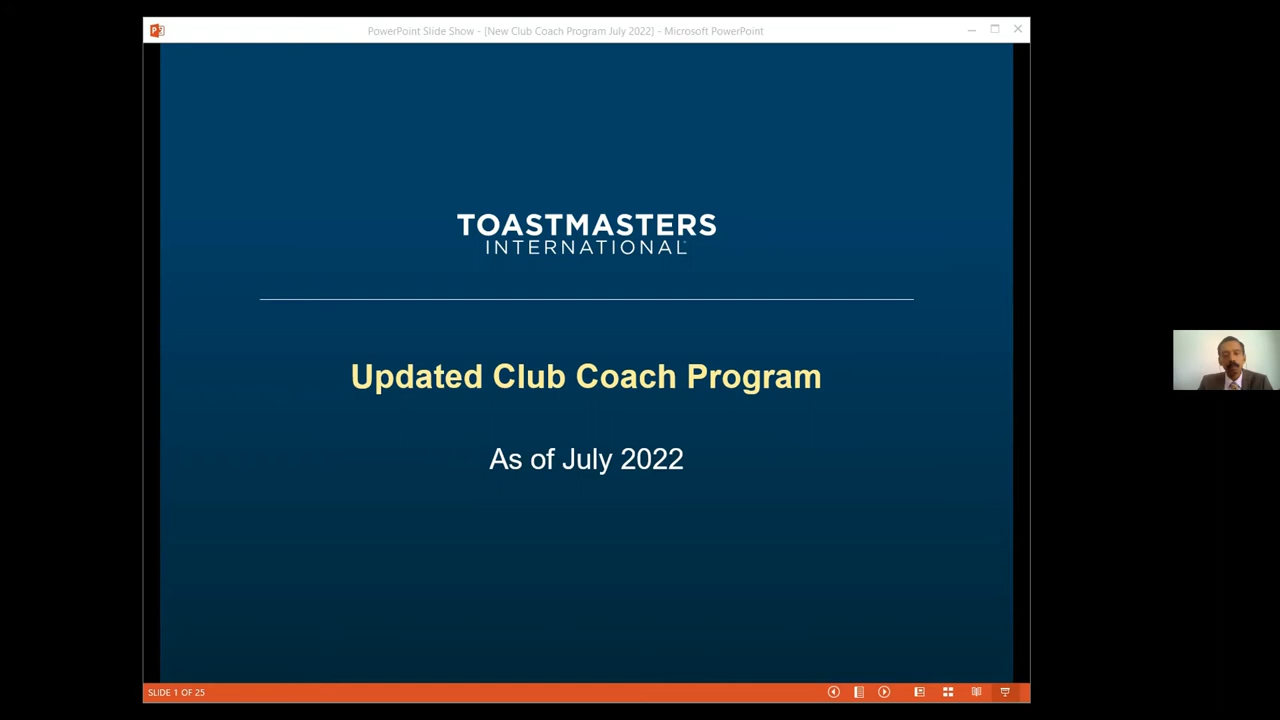 PowerPoint Slide Show - [New Club Coach Program July 2022] - Microsoft PowerPoint
TOASTMASTERS
INTERNATIONAL
Updated Club Coach Program
As of July 2022
SLIDE 1 OF 25